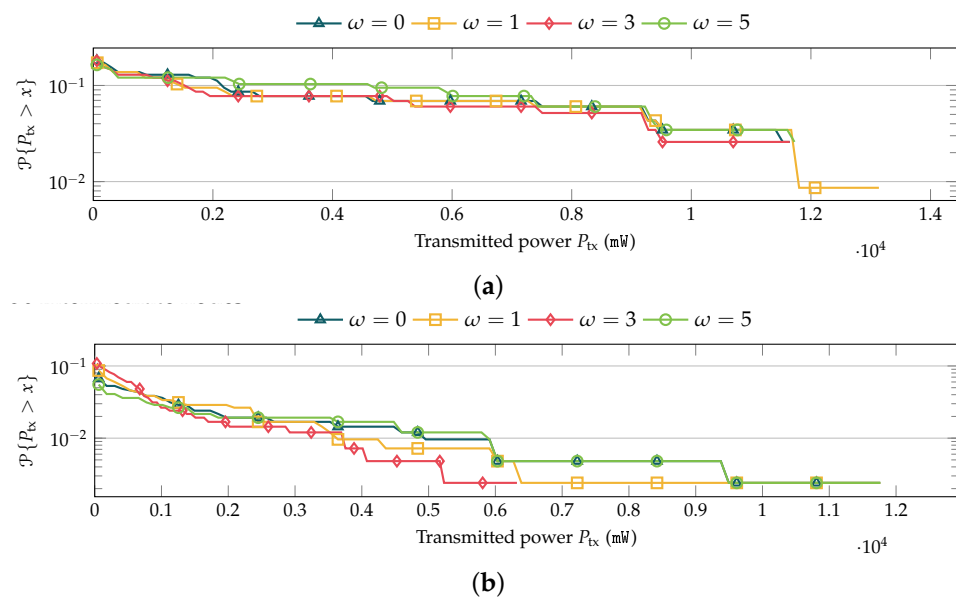 ω = 0 ω = 1 ω = 3 ω = 5
𝒫{P_tx > x}
10^−1
10^−2
0 0.2 0.4 0.6 0.8 1 1.2 1.4
Transmitted power P_tx (mW)
·10^4
(a)
ω = 0 ω = 1 ω = 3 ω = 5
𝒫{P_tx > x}
10^−1
10^−2
0 0.1 0.2 0.3 0.4 0.5 0.6 0.7 0.8 0.9 1 1.1 1.2
Transmitted power P_tx (mW)
·10^4
(b)